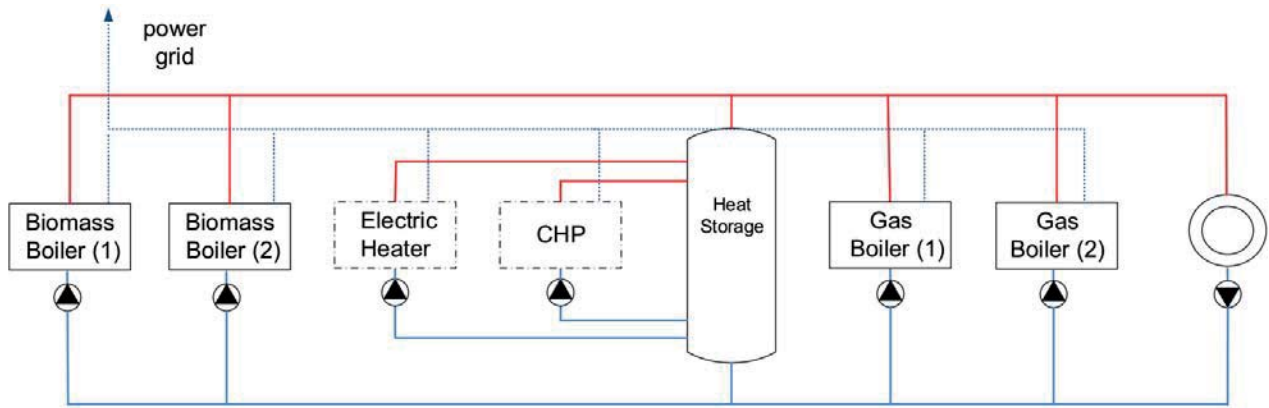 power
grid
Biomass
Boiler (1)
Biomass
Boiler (2)
Electric
Heater
CHP
Heat
Storage
Gas
Boiler (1)
Gas
Boiler (2)